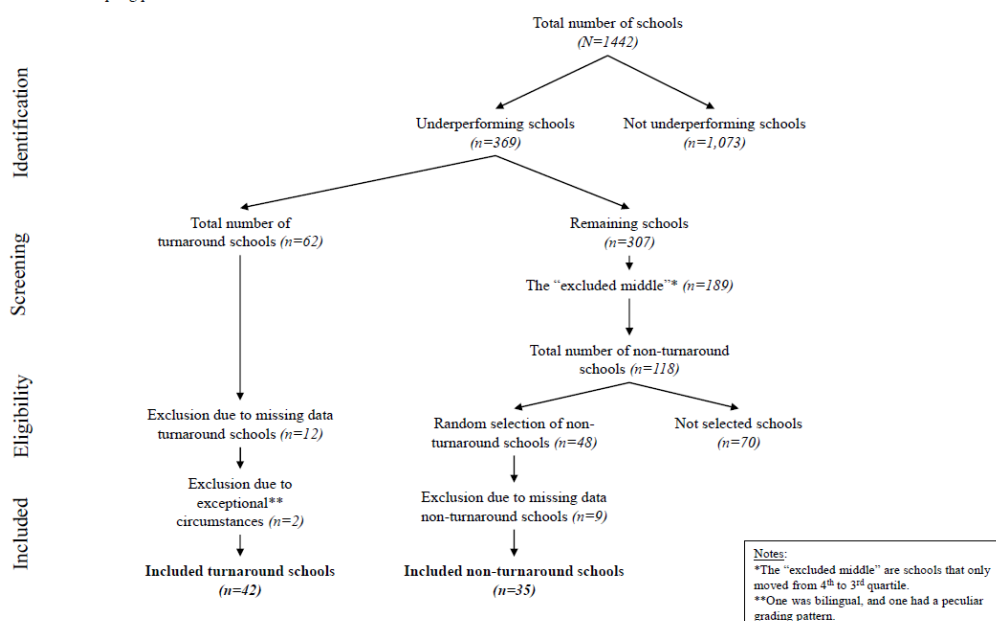 Total number of schools
(N=1442)
Identification
Underperforming schools
(n=369)
Not underperforming schools
(n=1,073)
Screening
Total number of
turnaround schools (n=62)
Remaining schools
(n=307)
The “excluded middle”* (n=189)
Total number of non-turnaround
schools (n=118)
Eligibility
Exclusion due to missing data
turnaround schools (n=12)
Random selection of non-
turnaround schools (n=48)
Not selected schools
(n=70)
Included
Exclusion due to
exceptional**
circumstances (n=2)
Exclusion due to missing data
non-turnaround schools (n=9)
Included turnaround schools
(n=42)
Included non-turnaround schools
(n=35)
Notes:
*The “excluded middle” are schools that only
moved from 4th to 3rd quartile.
**One was bilingual, and one had a peculiar
grading pattern.